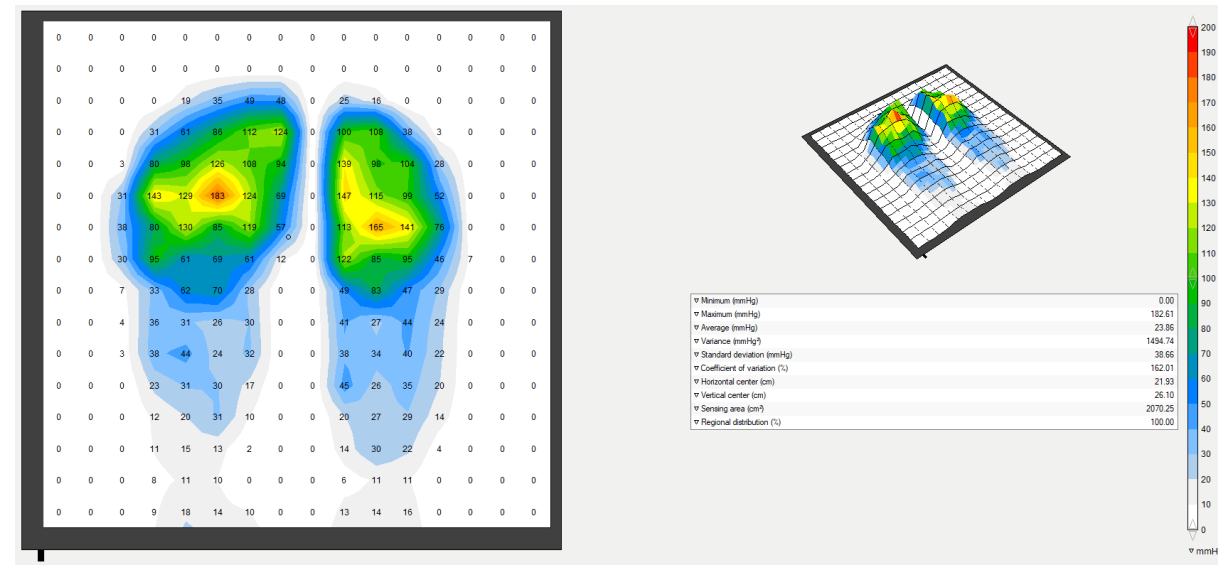 0 0 0 0 0 0 0 0 0 0 0 0 0 0 0 0
0 0 0 0 0 0 0 0 0 0 0 0 0 0 0 0
0 0 0 0 19 35 49 48 0 25 16 0 0 0 0 0
0 0 0 31 61 86 112 124 0 100 108 38 3 0 0 0
0 0 3 80 98 126 108 94 0 139 98 104 28 0 0 0
0 0 31 143 129 183 124 69 0 147 115 99 52 0 0 0
0 0 38 80 130 85 119 57 0 113 165 141 76 0 0 0
0 0 30 95 61 69 61 12 0 122 85 95 46 7 0 0
0 0 7 33 62 70 28 0 0 49 83 47 29 0 0 0
0 0 4 36 31 26 30 0 0 41 27 44 24 0 0 0
0 0 3 38 44 24 32 0 0 38 34 40 22 0 0 0
0 0 0 23 31 30 17 0 0 45 26 35 20 0 0 0
0 0 0 12 20 31 10 0 0 20 27 29 14 0 0 0
0 0 0 11 15 13 2 0 0 14 30 22 4 0 0 0
0 0 0 8 11 10 0 0 0 6 11 11 0 0 0 0
0 0 0 9 18 14 10 0 0 13 14 16 0 0 0 0
Minimum (mmHg) 0.00
Maximum (mmHg) 182.61
Average (mmHg) 23.86
Variance (mmHg²) 1494.74
Standard deviation (mmHg) 38.66
Coefficient of variation (%) 162.01
Horizontal center (cm) 21.93
Vertical center (cm) 26.10
Sensing area (cm²) 2070.25
Regional distribution (%) 100.00
200
190
180
170
160
150
140
130
120
110
100
90
80
70
60
50
40
30
20
10
0
mmH